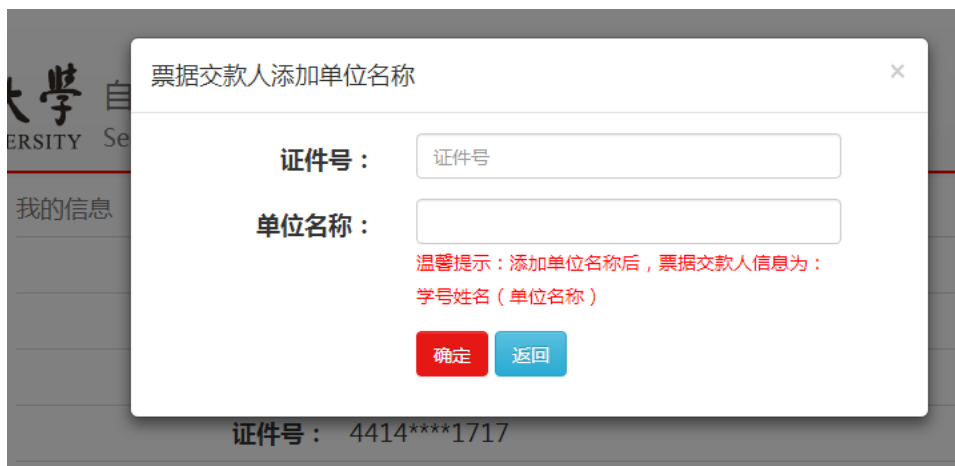 票据交款人添加单位名称 ×
大學 自
ERSITY Se
证件号： 证件号
我的信息
单位名称：
温馨提示：添加单位名称后，票据交款人信息为：
学号姓名（单位名称）
确定 返回
证件号： 4414****1717